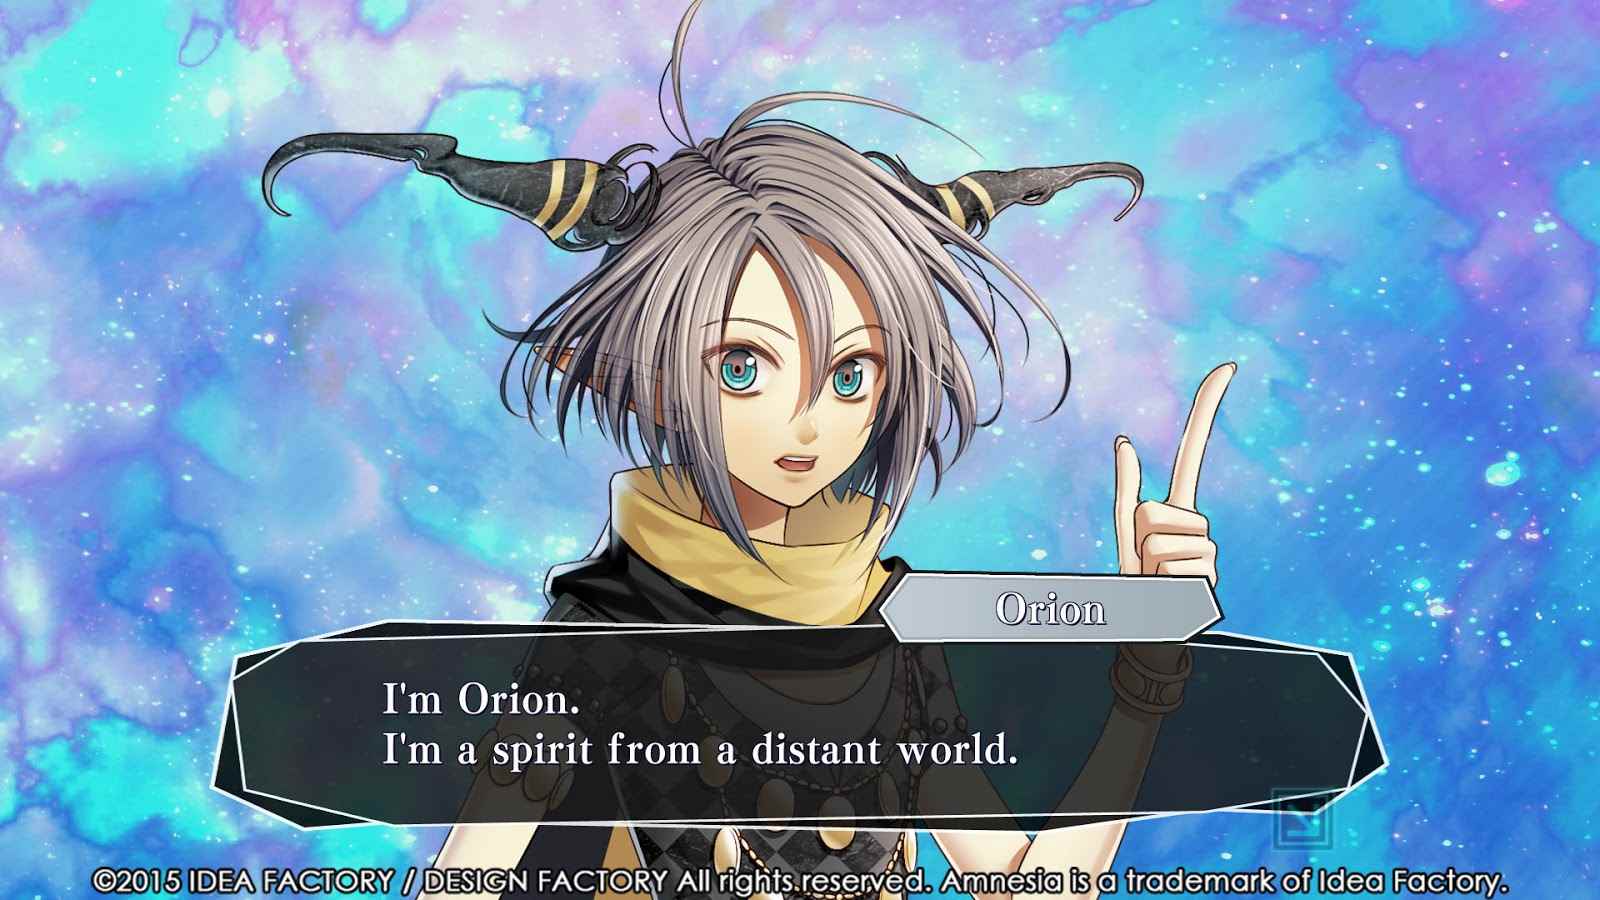 Orion
I'm Orion.
I'm a spirit from a distant world.
©2015 IDEA FACTORY / DESIGN FACTORY All rights reserved. Amnesia is a trademark of Idea Factory.